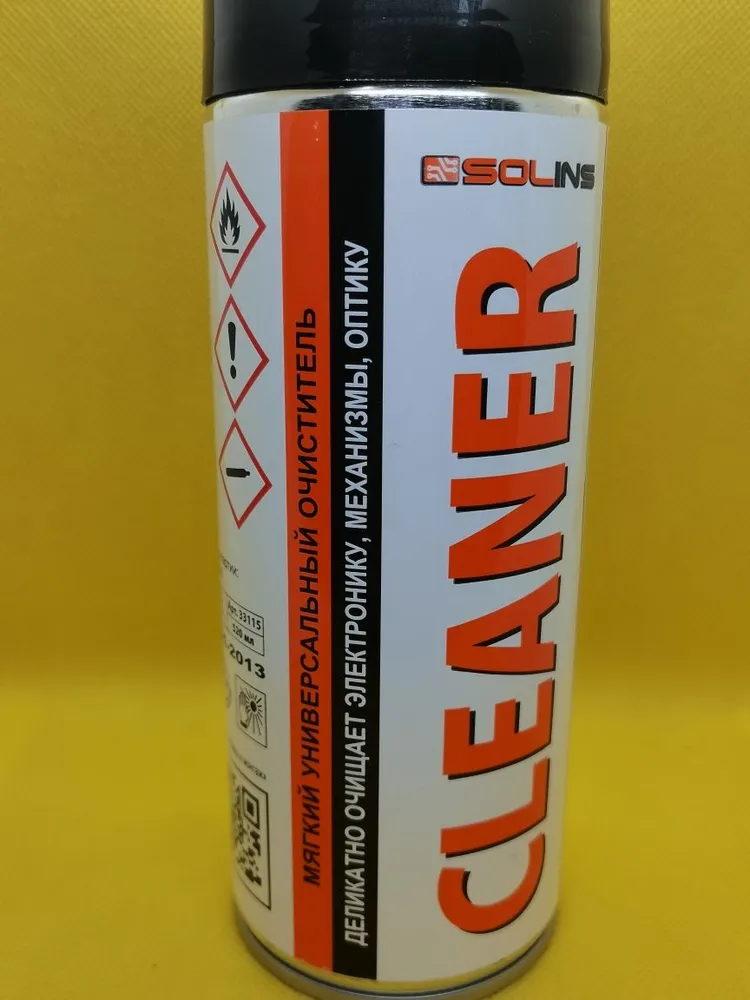 SOLINS
CLEANER
МЯГКИЙ УНИВЕРСАЛЬНЫЙ ОЧИСТИТЕЛЬ
ДЕЛИКАТНО ОЧИЩАЕТ ЭЛЕКТРОНИКУ, МЕХАНИЗМЫ, ОПТИКУ
Арт. 33115
520 мл
-2013